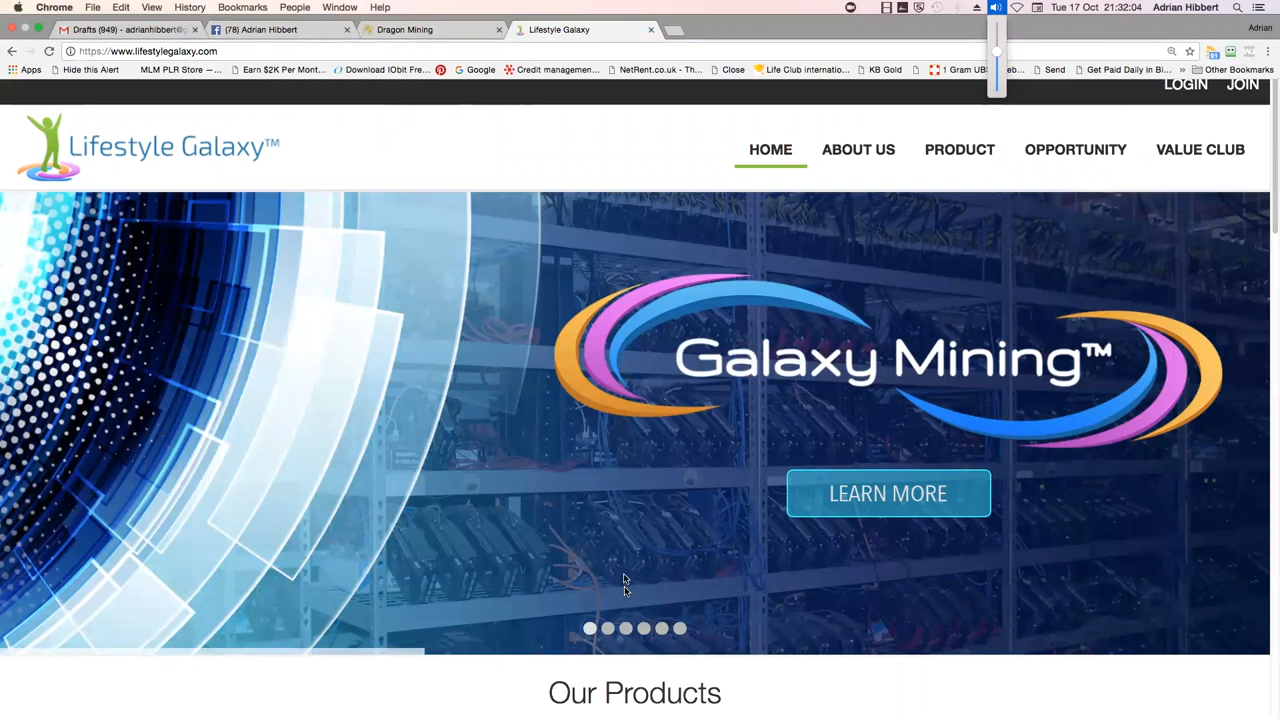 Chrome File Edit View History Bookmarks People Window Help Tue 17 Oct 21:32:04 Adrian Hibbert
Drafts (949) - adrianhibbert@ (78) Adrian Hibbert Dragon Mining Lifestyle Galaxy Adrian
https://www.lifestylegalaxy.com
Apps Hide this Alert MLM PLR Store — ... Earn $2K Per Mont... Download IObit Fre... Google Credit managemen... NetRent.co.uk - Th... Close Life Club internatio... KB Gold 1 Gram UBS Send Get Paid Daily in Bi... » Other Bookmarks
LOGIN JOIN
Lifestyle Galaxy™
HOME ABOUT US PRODUCT OPPORTUNITY VALUE CLUB
Galaxy Mining™
LEARN MORE
Our Products